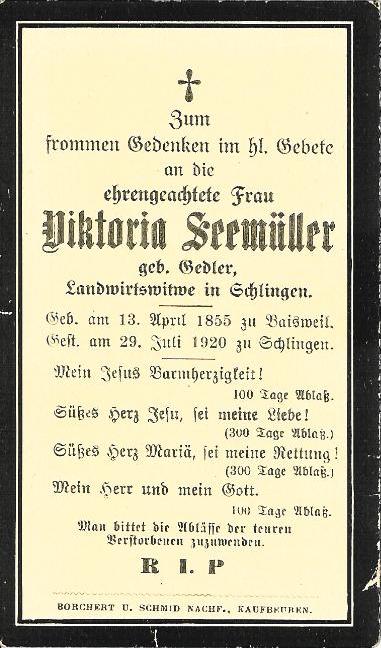 Zum
frommen Gedenken im hl. Gebete
an die
ehrengeachtete Frau
Viktoria Seemüller
geb. Gedler,
Landwirtswitwe in Schlingen.
Geb. am 13. April 1855 zu Baisweil.
Gest. am 29. Juli 1920 zu Schlingen.
Mein Jesus Barmherzigkeit!
100 Tage Ablaß.
Süßes Herz Jesu, sei meine Liebe!
(300 Tage Ablaß.)
Süßes Herz Mariä, sei meine Rettung!
(300 Tage Ablaß.)
Mein Herr und mein Gott.
100 Tage Ablaß.
Man bittet die Ablässe der teuren
Verstorbenen zuzuwenden.
R I. P
BORCHERT U. SCHMID NACHF., KAUFBEUREN.